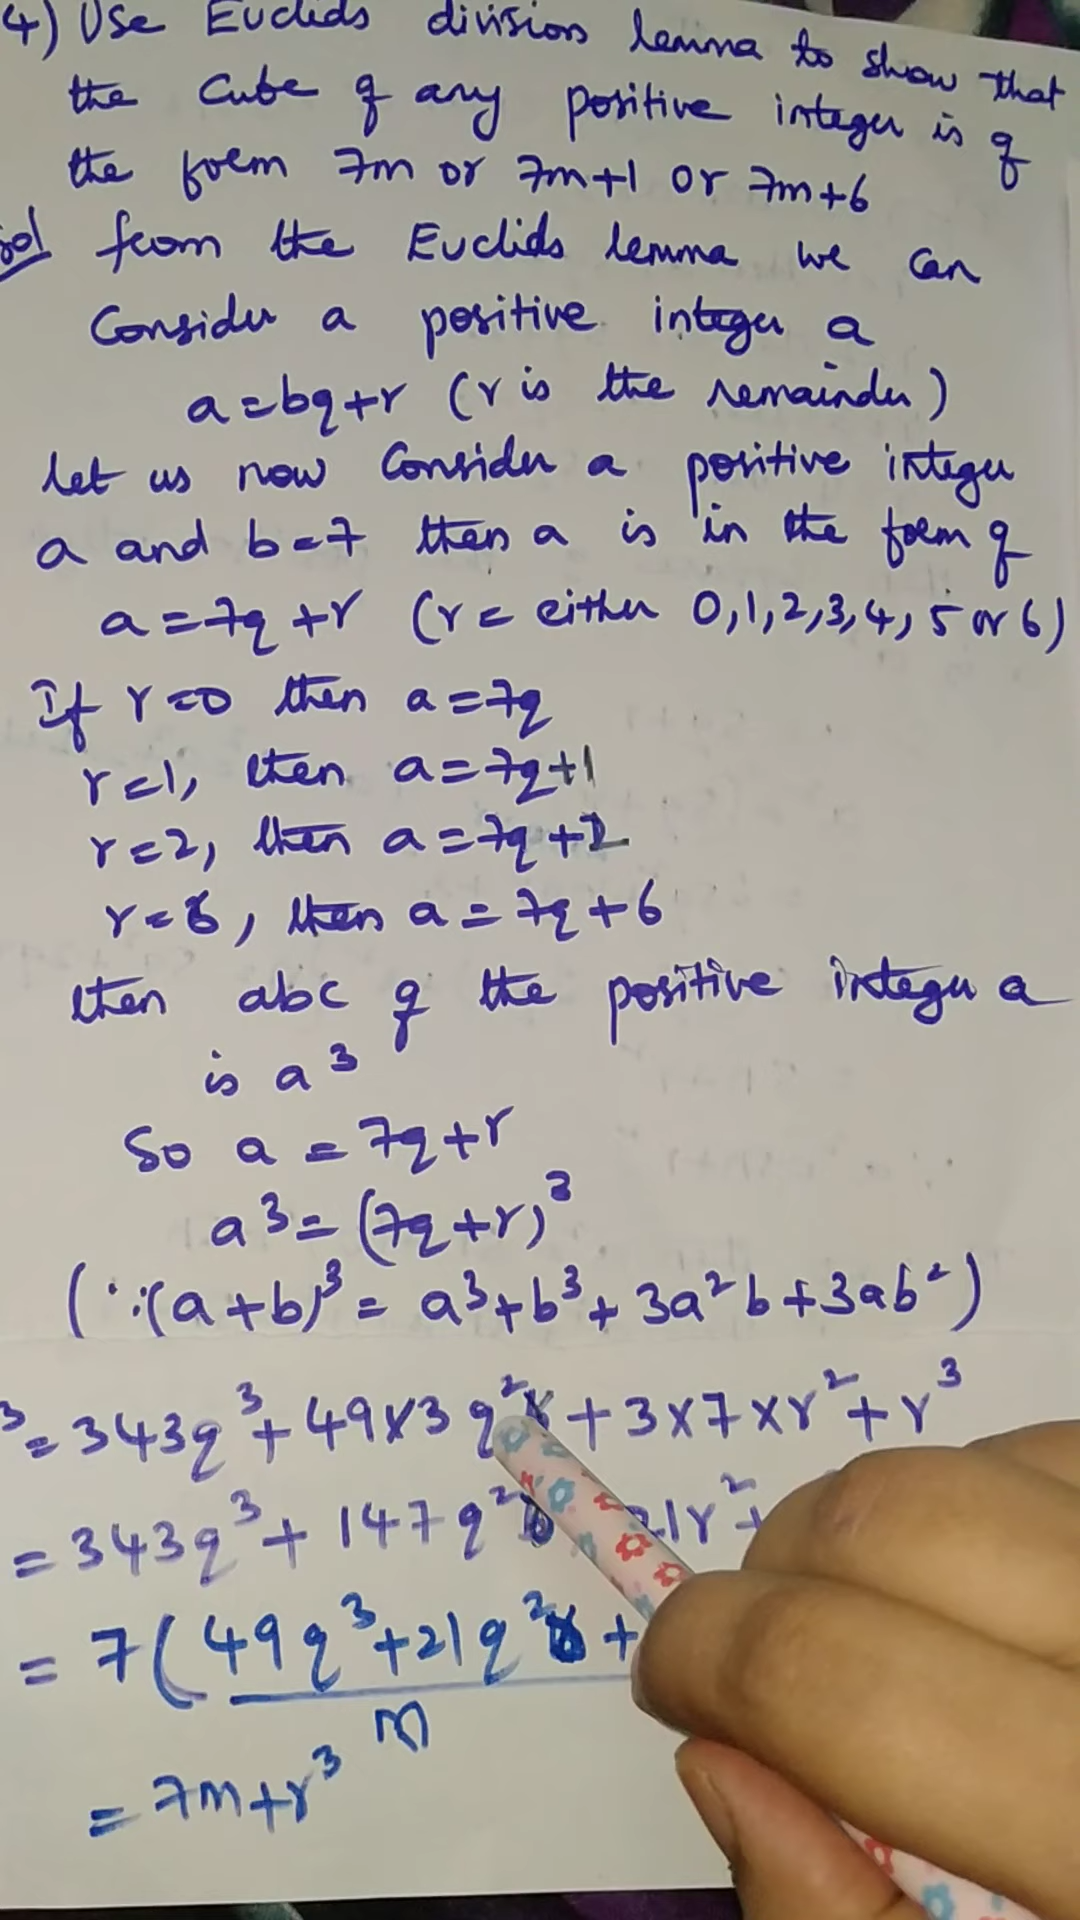 4) Use Euclids division lemma to show that
the cube of any positive integer is of
the form 7m or 7m+1 or 7m+6
sol from the Euclids lemma we can
Consider a positive integer a
a=bq+r (r is the remainder)
let us now Consider a positive integer
a and b=7 then a is in the form of
a=7q+r (r= either 0,1,2,3,4,5 or 6)
If r=0 then a=7q
r=1, then a=7q+1
r=2, then a=7q+2
r=6, then a=7q+6
then abc of the positive integer a
is a³
So a = 7q+r
a³=(7q+r)³
(∵(a+b)³= a³+b³+3a²b+3ab²)
³=343q³+49x3q²r+3x7xr²+r³
=343q³+147q² 21r²+
=7(49q³+21q² +
m
=7m+r³